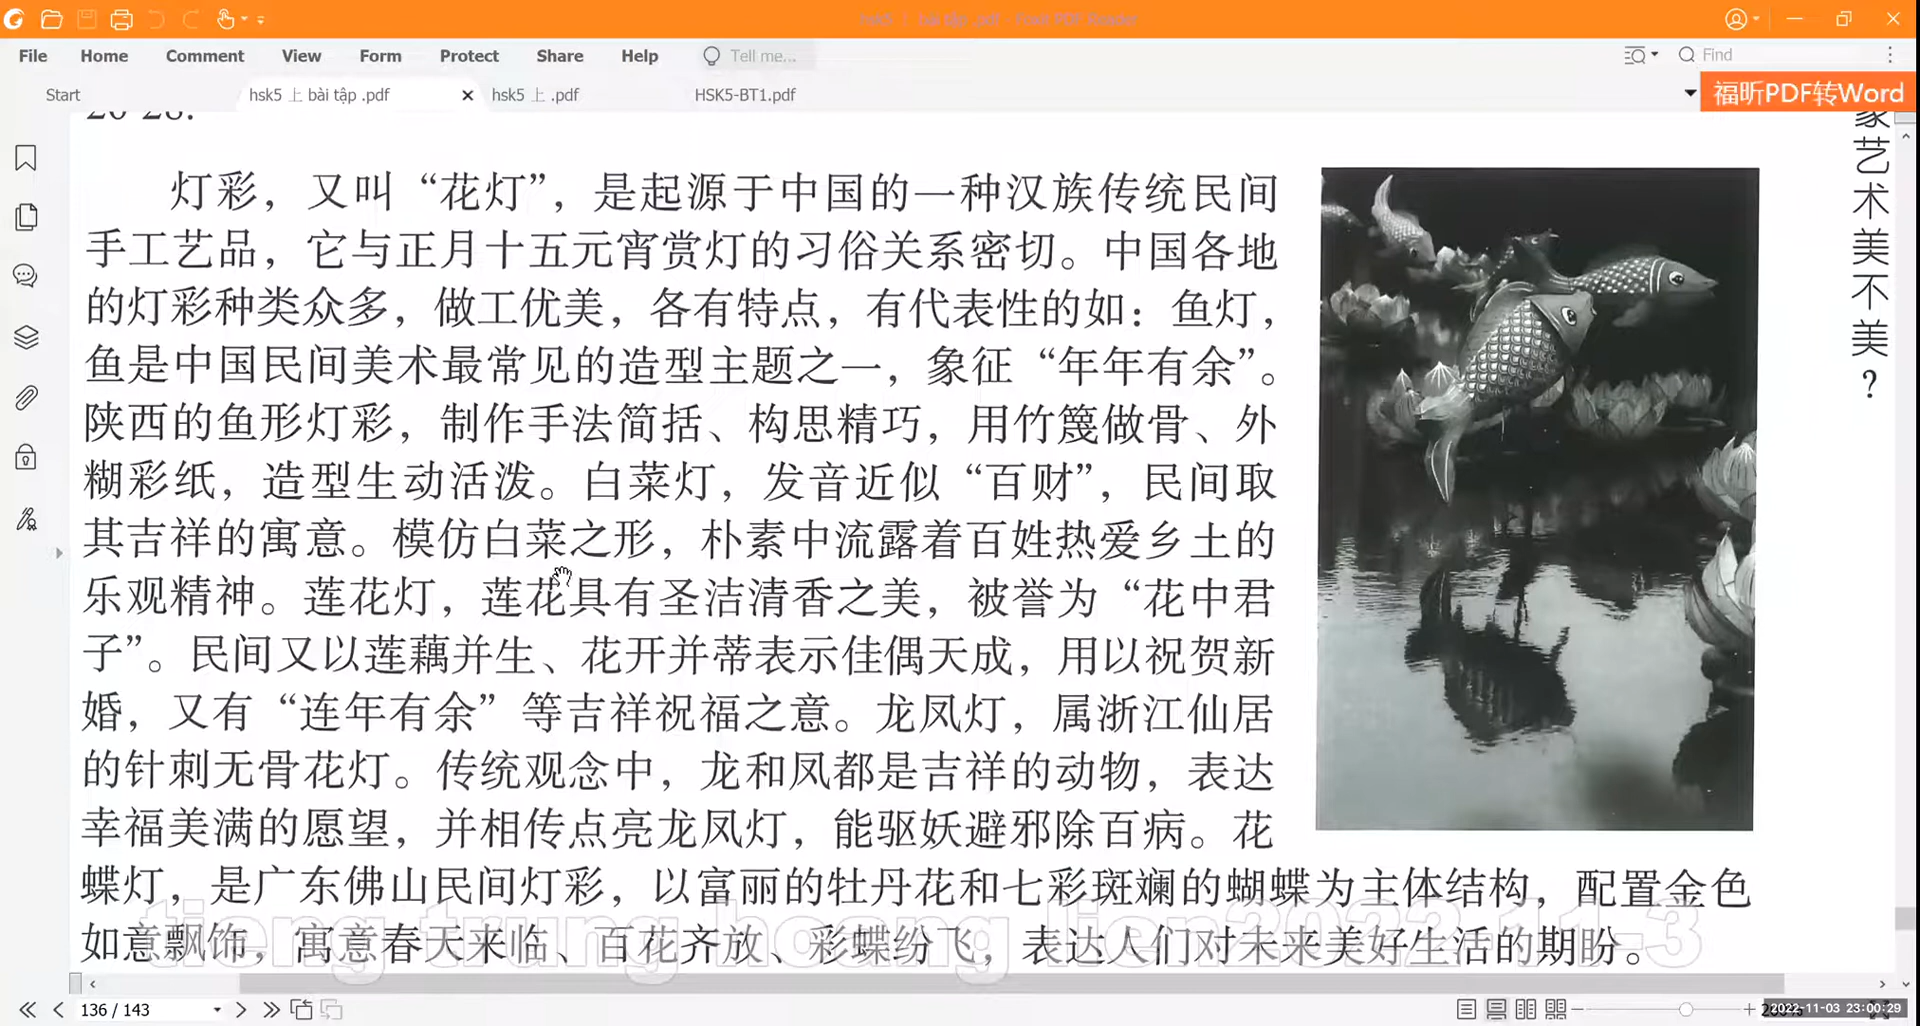 hsk5 上 bài tập .pdf - Foxit PDF Reader
File Home Comment View Form Protect Share Help Tell me... Find
Start hsk5 上 bài tập .pdf hsk5 上 .pdf HSK5-BT1.pdf 福昕PDF转Word
灯彩，又叫“花灯”，是起源于中国的一种汉族传统民间
手工艺品，它与正月十五元宵赏灯的习俗关系密切。中国各地
的灯彩种类众多，做工优美，各有特点，有代表性的如：鱼灯，
鱼是中国民间美术最常见的造型主题之一，象征“年年有余”。
陕西的鱼形灯彩，制作手法简括、构思精巧，用竹篾做骨、外
糊彩纸，造型生动活泼。白菜灯，发音近似“百财”，民间取
其吉祥的寓意。模仿白菜之形，朴素中流露着百姓热爱乡土的
乐观精神。莲花灯，莲花具有圣洁清香之美，被誉为“花中君
子”。民间又以莲藕并生、花开并蒂表示佳偶天成，用以祝贺新
婚，又有“连年有余”等吉祥祝福之意。龙凤灯，属浙江仙居
的针刺无骨花灯。传统观念中，龙和凤都是吉祥的动物，表达
幸福美满的愿望，并相传点亮龙凤灯，能驱妖避邪除百病。花
蝶灯，是广东佛山民间灯彩，以富丽的牡丹花和七彩斑斓的蝴蝶为主体结构，配置金色
如意飘饰，寓意春天来临、百花齐放、彩蝶纷飞，表达人们对未来美好生活的期盼。
家艺术美不美？
tieng trung hoang lien2022-11-3
136 / 143
2022-11-03 23:00:29